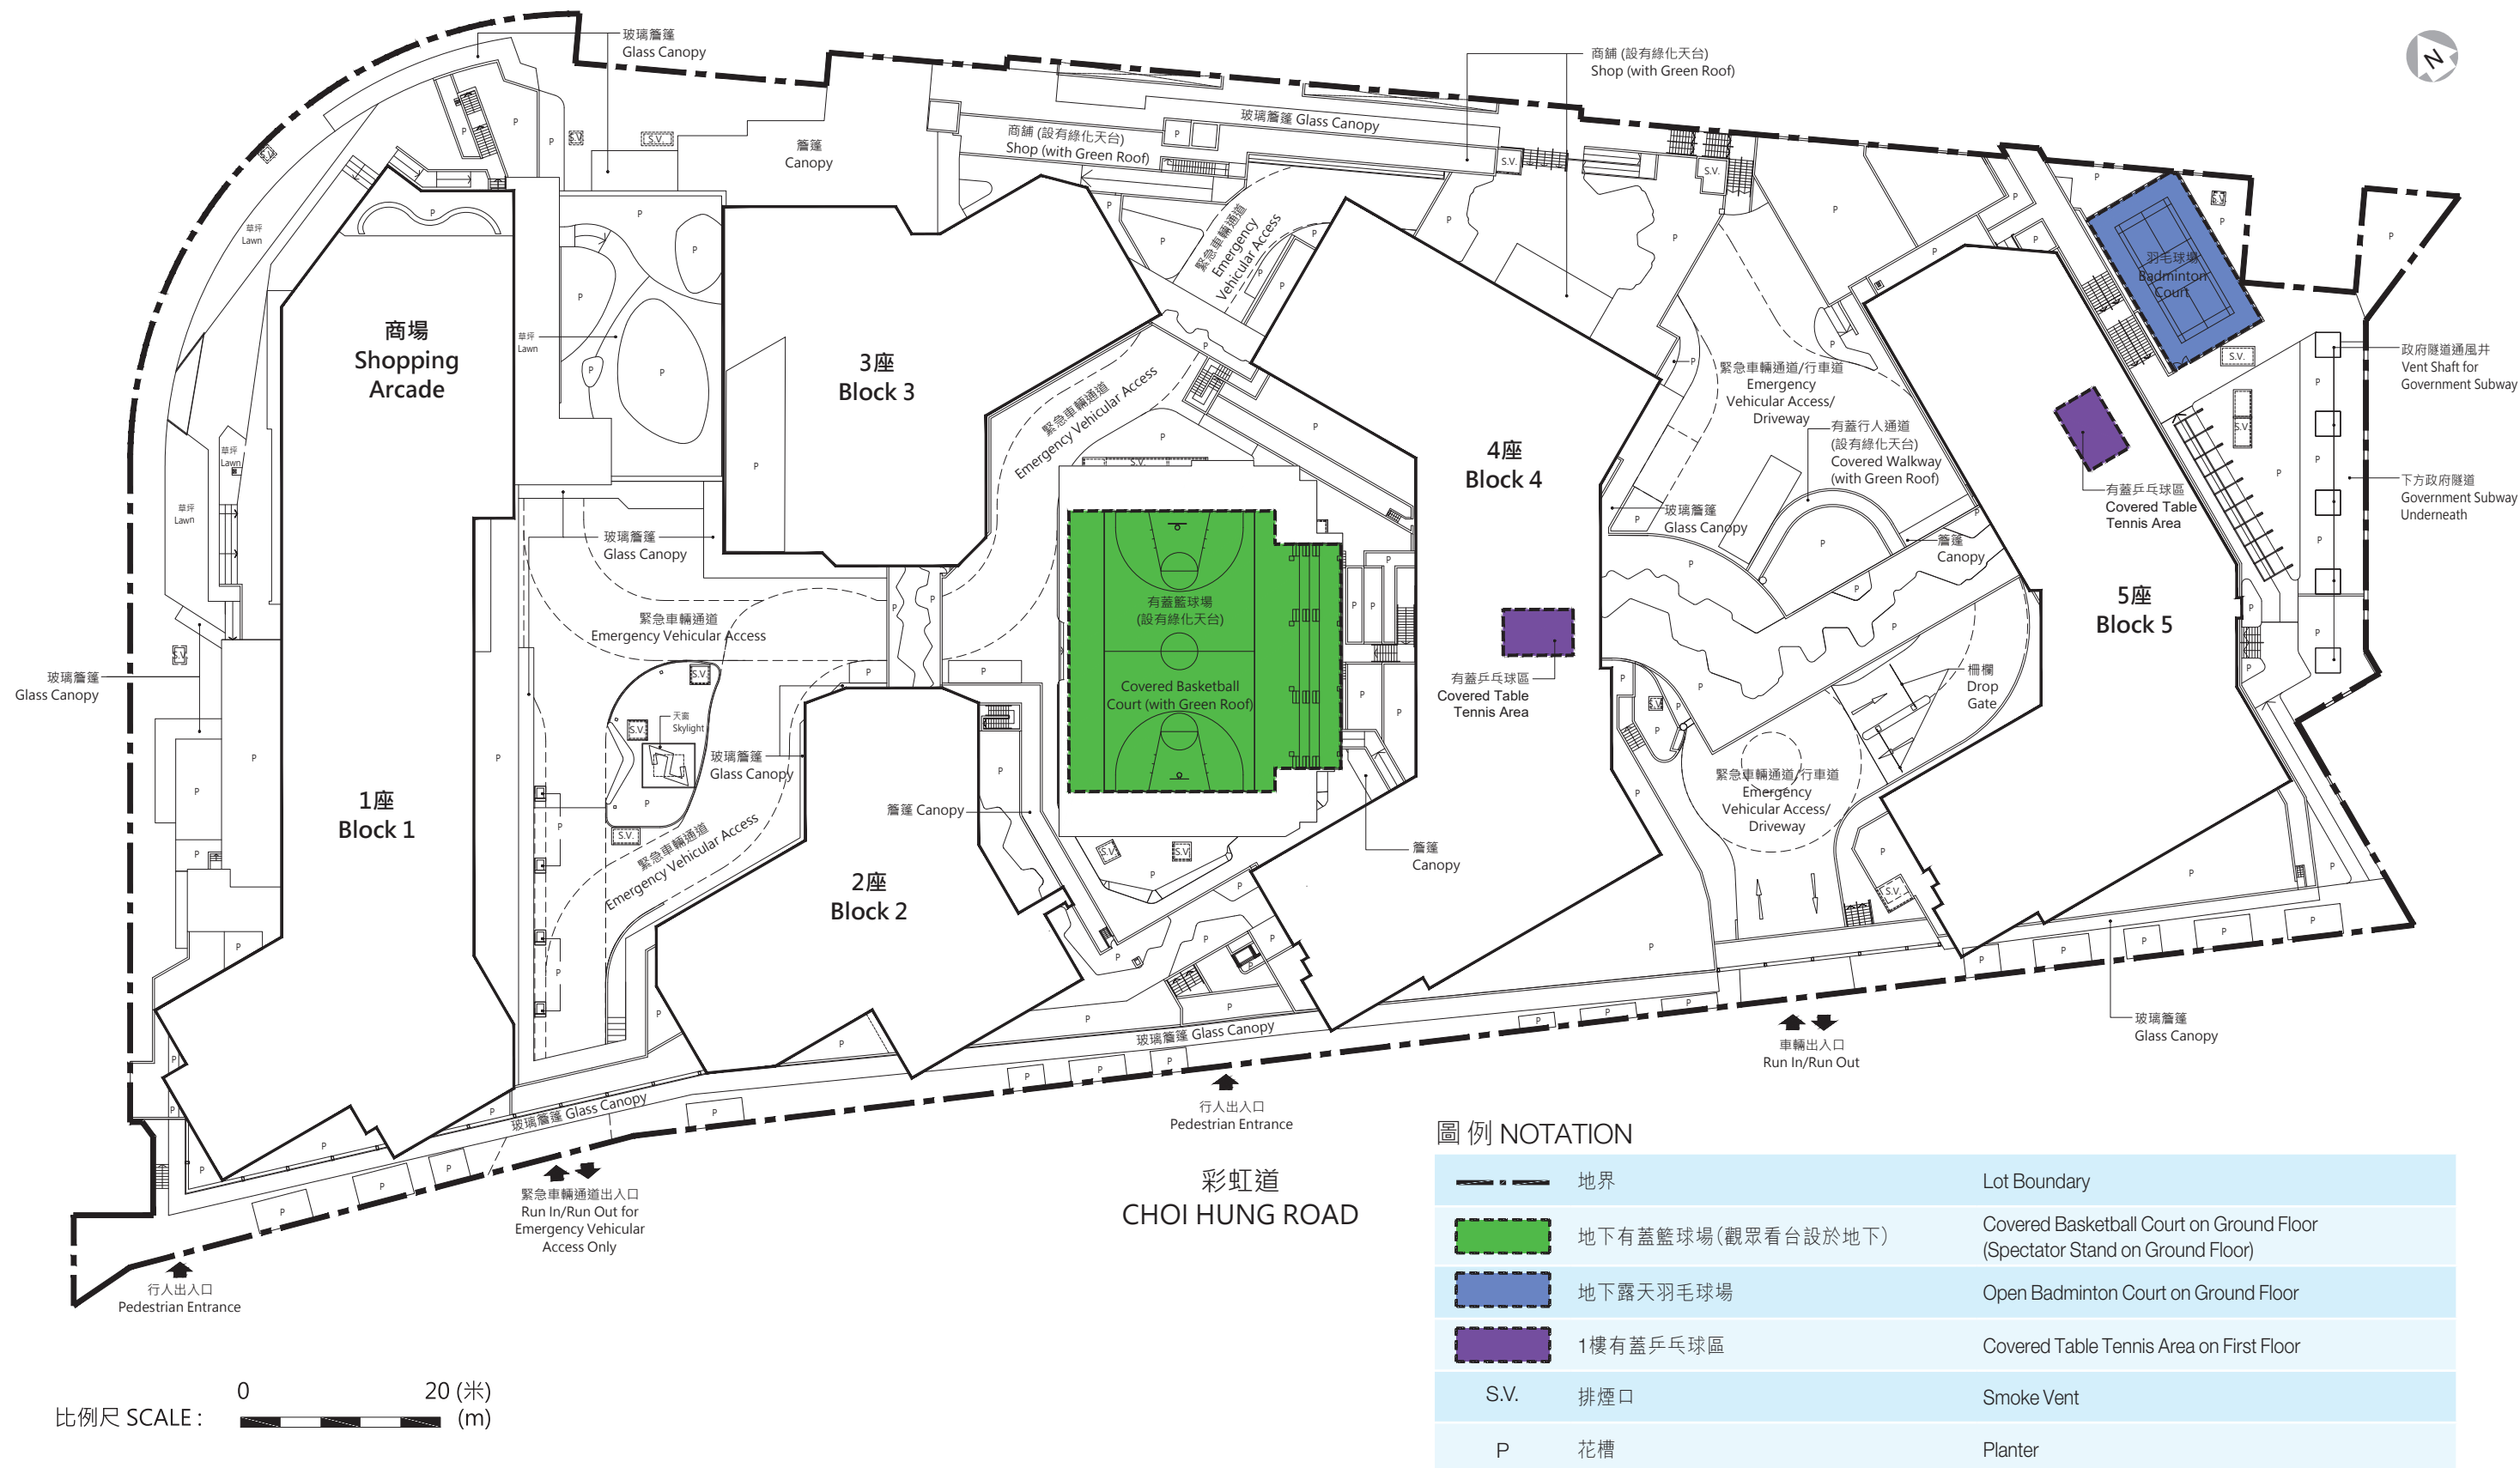 玻璃簷篷
Glass Canopy
商舖 (設有綠化天台)
Shop (with Green Roof)
N
玻璃簷篷 Glass Canopy
商舖 (設有綠化天台)
Shop (with Green Roof)
簷篷
Canopy
S.V.
S.V.
S.V.
S.V.
S.V.
S.V.
P
P
P
P
草坪
Lawn
緊急車輛通道
Emergency
Vehicular Access
羽毛球場
Badminton
Court
商場
Shopping
Arcade
草坪
Lawn
3座
Block 3
緊急車輛通道
Emergency Vehicular Access
緊急車輛通道/行車道
Emergency
Vehicular Access/
Driveway
政府隧道通風井
Vent Shaft for
Government Subway
S.V.
S.V.
有蓋行人通道
(設有綠化天台)
Covered Walkway
(with Green Roof)
4座
Block 4
草坪
Lawn
S.V.
有蓋乒乓球區
Covered Table
Tennis Area
下方政府隧道
Government Subway
Underneath
草坪
Lawn
玻璃簷篷
Glass Canopy
玻璃簷篷
Glass Canopy
簷篷
Canopy
有蓋籃球場
(設有綠化天台)
5座
Block 5
緊急車輛通道
Emergency Vehicular Access
S.V.
S.V.
玻璃簷篷
Glass Canopy
Covered Basketball
Court (with Green Roof)
有蓋乒乓球區
Covered Table
Tennis Area
柵欄
Drop
Gate
天窗
Skylight
S.V.
S.V.
玻璃簷篷
Glass Canopy
緊急車輛通道/行車道
Emergency
Vehicular Access/
Driveway
1座
Block 1
簷篷 Canopy
S.V.
緊急車輛通道
Emergency Vehicular Access
S.V.
S.V.
簷篷
Canopy
2座
Block 2
S.V.
玻璃簷篷 Glass Canopy
玻璃簷篷
Glass Canopy
車輛出入口
Run In/Run Out
玻璃簷篷 Glass Canopy
行人出入口
Pedestrian Entrance
彩虹道
CHOI HUNG ROAD
緊急車輛通道出入口
Run In/Run Out for
Emergency Vehicular
Access Only
行人出入口
Pedestrian Entrance
圖例 NOTATION
地界 Lot Boundary
地下有蓋籃球場(觀眾看台設於地下) Covered Basketball Court on Ground Floor
(Spectator Stand on Ground Floor)
地下露天羽毛球場 Open Badminton Court on Ground Floor
1樓有蓋乒乓球區 Covered Table Tennis Area on First Floor
S.V. 排煙口 Smoke Vent
P 花槽 Planter
0 20 (米)
比例尺 SCALE : (m)